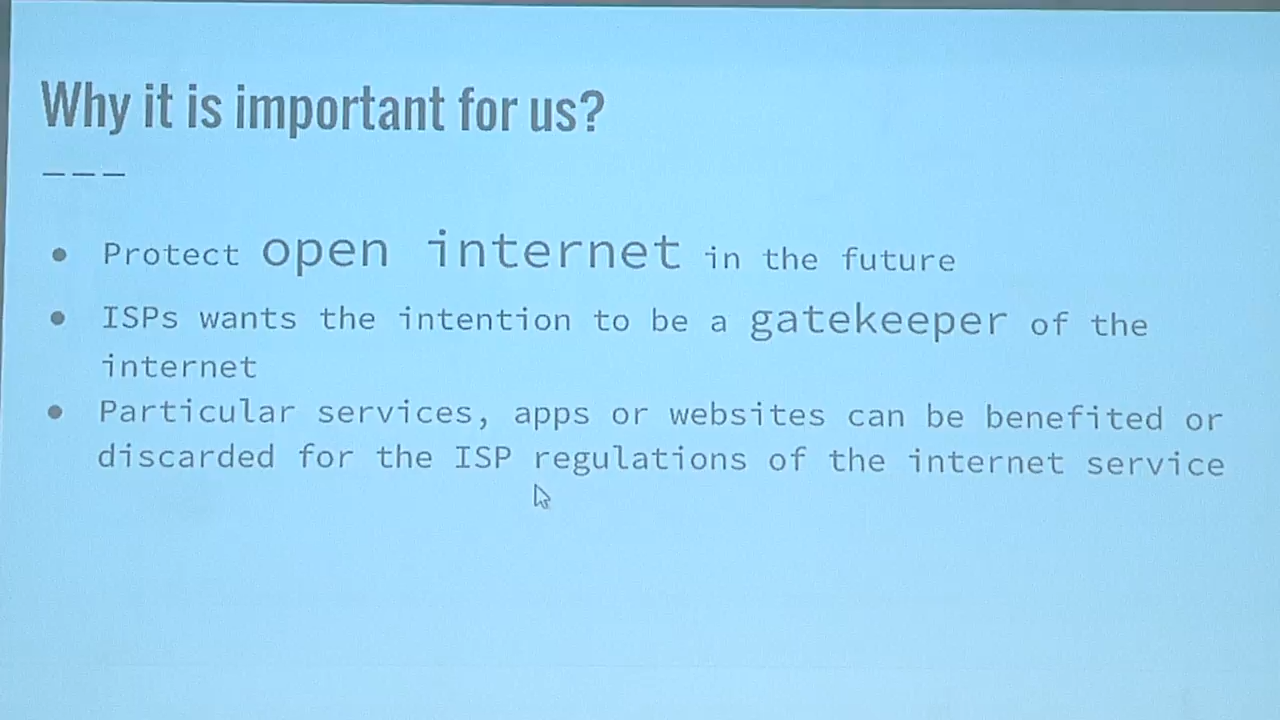 Why it is important for us?
---
● Protect open internet in the future
● ISPs wants the intention to be a gatekeeper of the
internet
● Particular services, apps or websites can be benefited or
discarded for the ISP regulations of the internet service